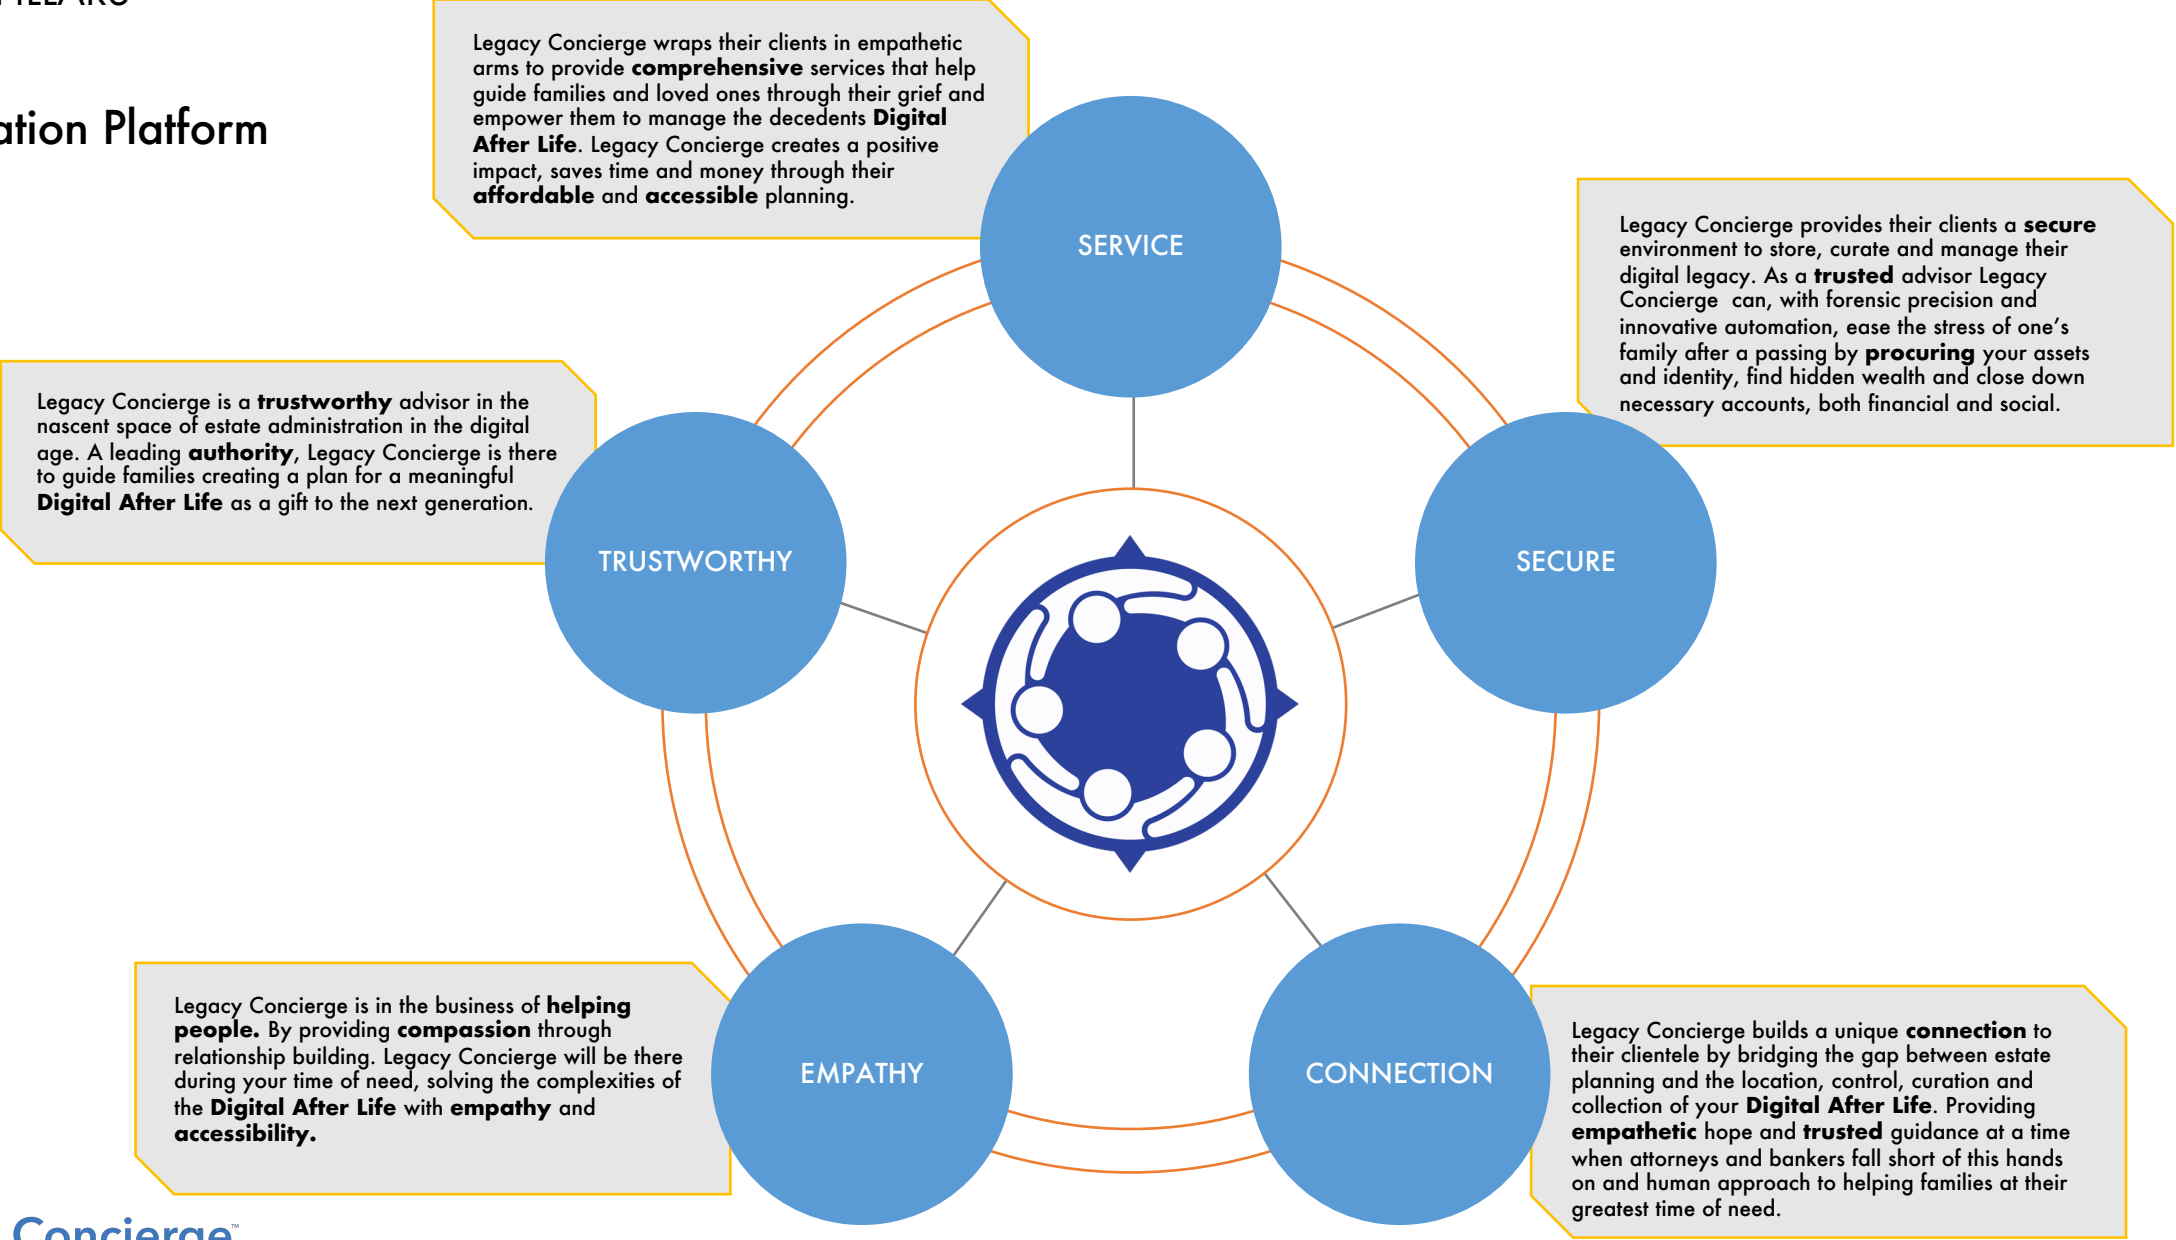 ation Platform
Legacy Concierge wraps their clients in empathetic
arms to provide comprehensive services that help
guide families and loved ones through their grief and
empower them to manage the decedents Digital
After Life. Legacy Concierge creates a positive
impact, saves time and money through their
affordable and accessible planning.
SERVICE
Legacy Concierge provides their clients a secure
environment to store, curate and manage their
digital legacy. As a trusted advisor Legacy
Concierge  can, with forensic precision and
innovative automation, ease the stress of one’s
family after a passing by procuring your assets
and identity, find hidden wealth and close down
necessary accounts, both financial and social.
SECURE
Legacy Concierge is a trustworthy advisor in the
nascent space of estate administration in the digital
age. A leading authority, Legacy Concierge is there
to guide families creating a plan for a meaningful
Digital After Life as a gift to the next generation.
TRUSTWORTHY
Legacy Concierge is in the business of helping
people. By providing compassion through
relationship building. Legacy Concierge will be there
during your time of need, solving the complexities of
the Digital After Life with empathy and
accessibility.
EMPATHY
CONNECTION
Legacy Concierge builds a unique connection to
their clientele by bridging the gap between estate
planning and the location, control, curation and
collection of your Digital After Life. Providing
empathetic hope and trusted guidance at a time
when attorneys and bankers fall short of this hands
on and human approach to helping families at their
greatest time of need.
Concierge™